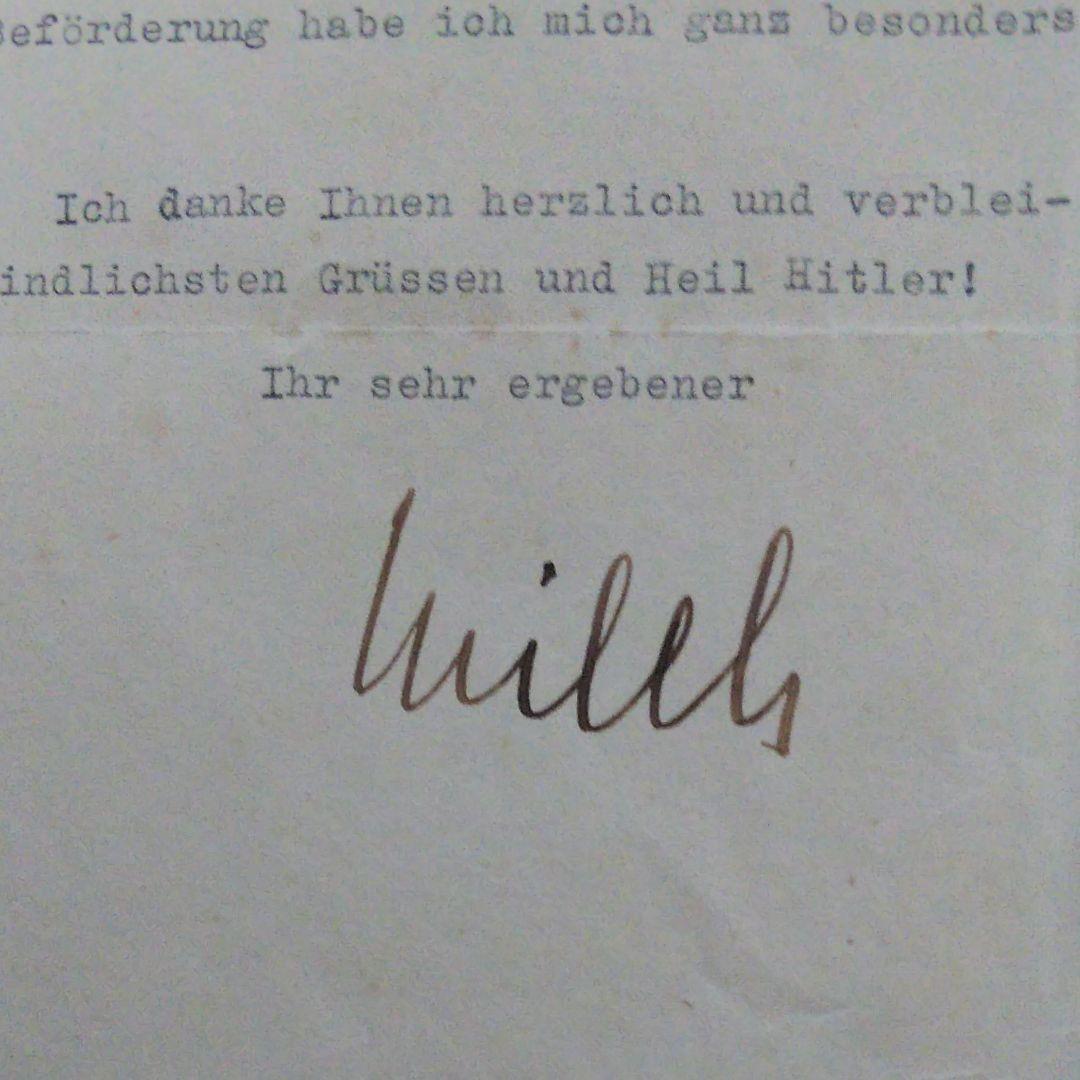 Beförderung habe ich mich ganz besonders
Ich danke Ihnen herzlich und verblei-
indlichsten Grüssen und Heil Hitler!
Ihr sehr ergebener
Milch